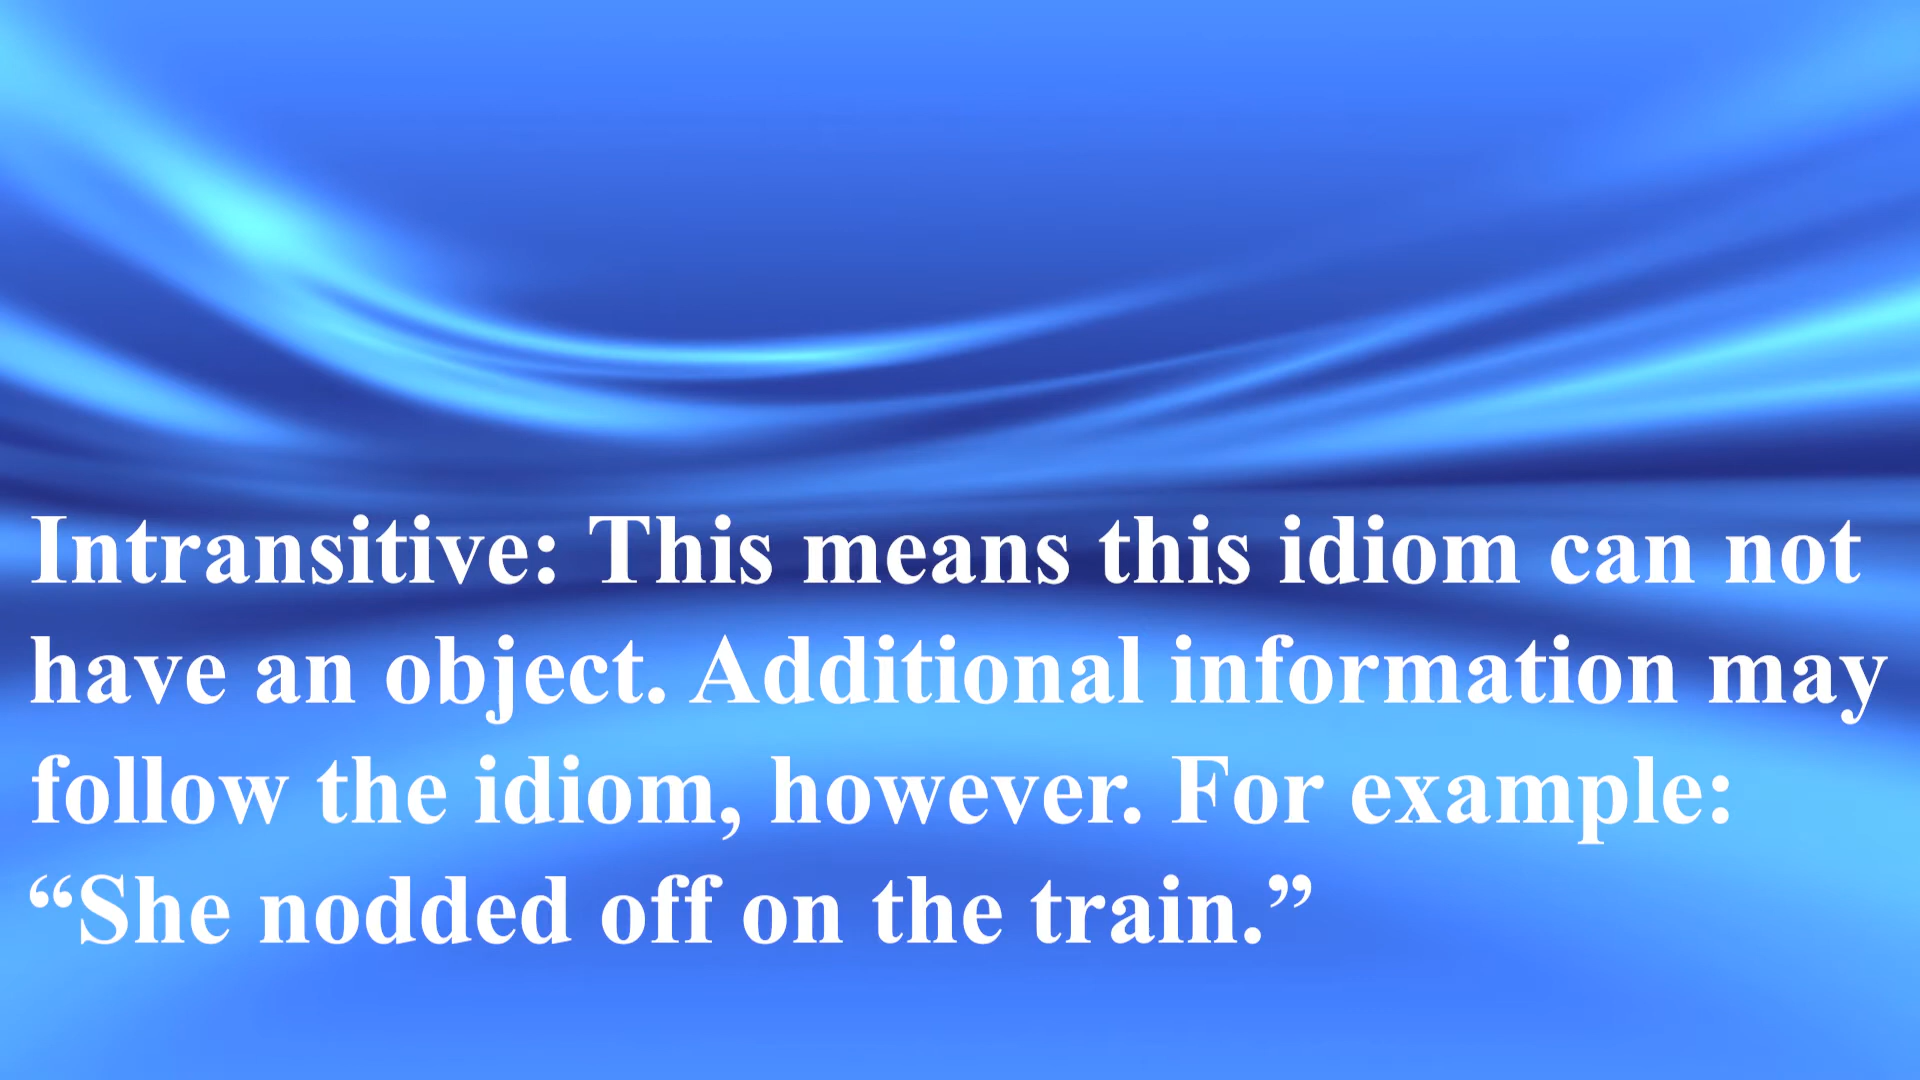 Intransitive: This means this idiom can not
have an object. Additional information may
follow the idiom, however. For example:
“She nodded off on the train.”